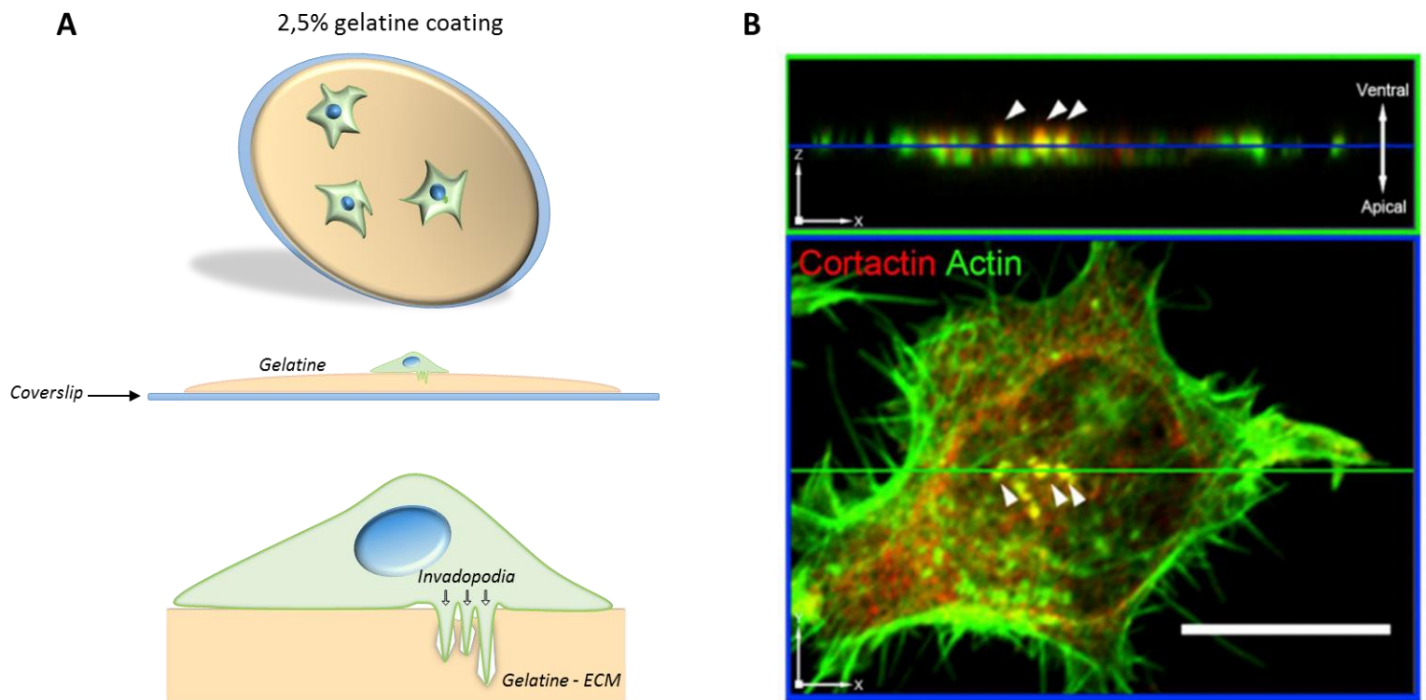 A
2,5% gelatine coating
Gelatine
Coverslip
Invadopodia
Gelatine - ECM
B
Ventral
Z
X
Apical
Cortactin Actin
Y
X